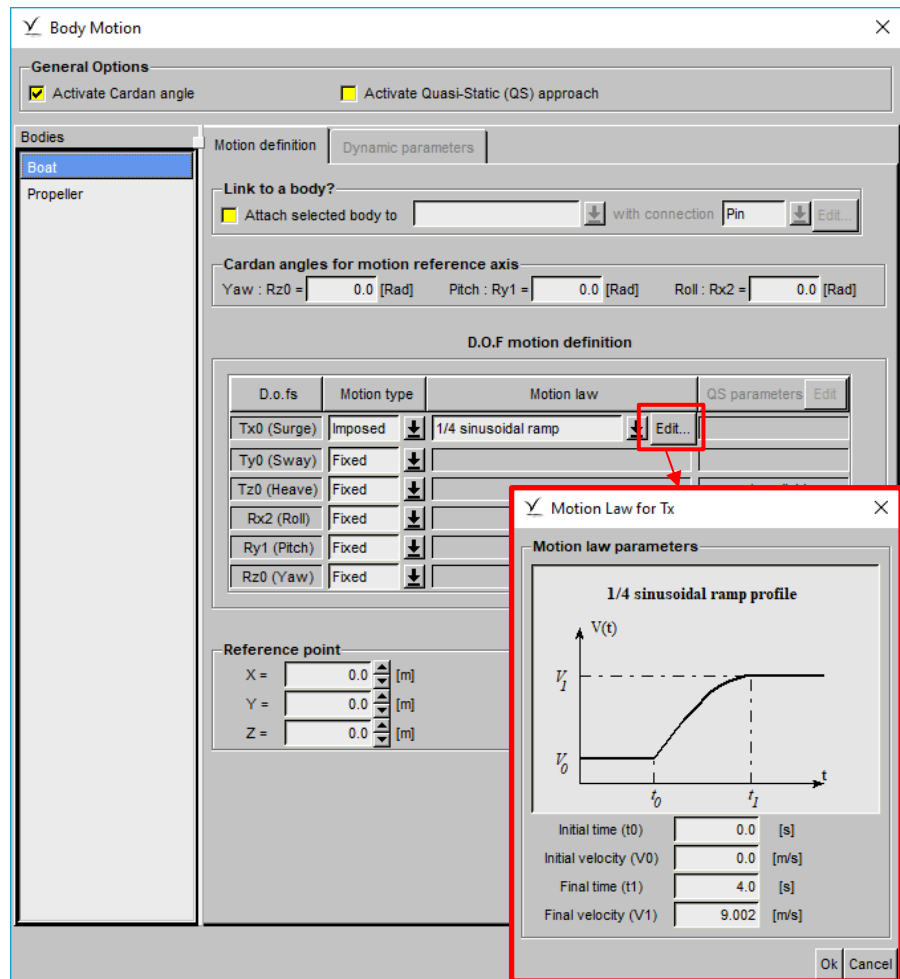 Body Motion
General Options
Activate Cardan angle
Activate Quasi-Static (QS) approach
Bodies
Boat
Propeller
Motion definition
Dynamic parameters
Link to a body?
Attach selected body to
with connection
Pin
Edit...
Cardan angles for motion reference axis
Yaw : Rz0 = 0.0 [Rad] Pitch : Ry1 = 0.0 [Rad] Roll : Rx2 = 0.0 [Rad]
D.O.F motion definition
D.o.fs Motion type Motion law QS parameters Edit
Tx0 (Surge) Imposed 1/4 sinusoidal ramp Edit...
Ty0 (Sway) Fixed
Tz0 (Heave) Fixed
Rx2 (Roll) Fixed
Ry1 (Pitch) Fixed
Rz0 (Yaw) Fixed
Reference point
X = 0.0 [m]
Y = 0.0 [m]
Z = 0.0 [m]
Motion Law for Tx
Motion law parameters
1/4 sinusoidal ramp profile
V(t)
V1
V0
t
t0
t1
Initial time (t0) 0.0 [s]
Initial velocity (V0) 0.0 [m/s]
Final time (t1) 4.0 [s]
Final velocity (V1) 9.002 [m/s]
Ok Cancel